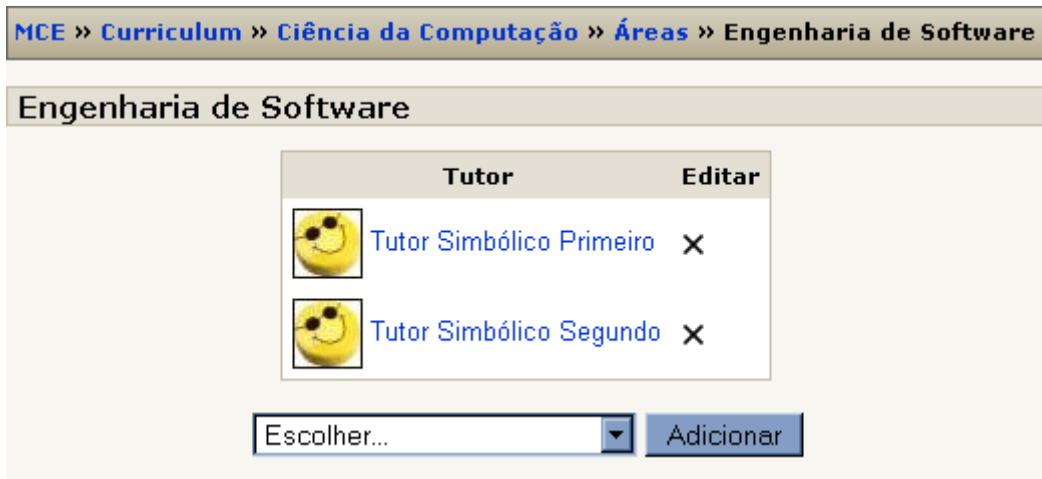 MCE » Curriculum » Ciência da Computação » Áreas » Engenharia de Software
Engenharia de Software
Tutor Editar
Tutor Simbólico Primeiro
Tutor Simbólico Segundo
Escolher... Adicionar